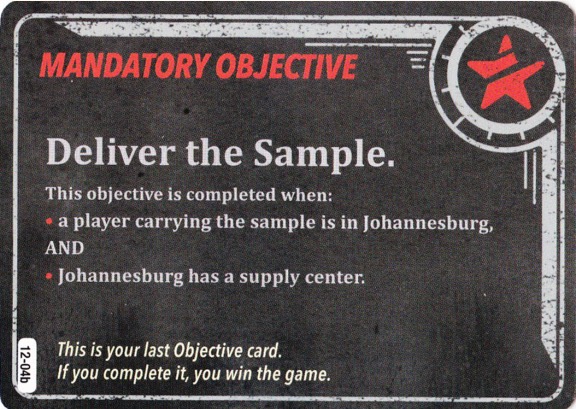 MANDATORY OBJECTIVE
Deliver the Sample.
This objective is completed when:
• a player carrying the sample is in Johannesburg,
AND
• Johannesburg has a supply center.
This is your last Objective card.
If you complete it, you win the game.
12-04b